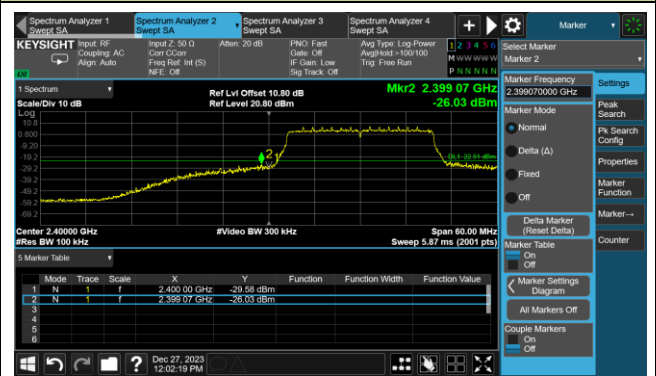 Spectrum Analyzer 1
Swept SA
Spectrum Analyzer 2
Swept SA
Spectrum Analyzer 3
Swept SA
Spectrum Analyzer 4
Swept SA
Marker
KEYSIGHT
Input: RF
Coupling: AC
Align: Auto
Input Z: 50 Ω
Corr CCorr
Freq Ref: Int (S)
NFE: Off
Atten: 20 dB
PNO: Fast
Gate: Off
IF Gain: Low
Sig Track: Off
Avg Type: Log-Power
Avg|Hold:>100/100
Trig: Free Run
1 2 3 4 5 6
M W W W W W
P N N N N N
Select Marker
Marker 2
1 Spectrum
Scale/Div 10 dB
Ref Lvl Offset 10.80 dB
Ref Level 20.80 dBm
Mkr2 2.399 07 GHz
-26.03 dBm
Log
10.8
0.800
-9.20
-19.2
-29.2
-39.2
-49.2
-59.2
-69.2
2
1
DL1 -22.51 dBm
Center 2.40000 GHz
#Video BW 300 kHz
Span 60.00 MHz
#Res BW 100 kHz
Sweep 5.87 ms (2001 pts)
5 Marker Table
Mode Trace Scale X Y Function Function Width Function Value
1 N 1 f 2.400 00 GHz -29.58 dBm
2 N 1 f 2.399 07 GHz -26.03 dBm
3
4
5
6
Marker Frequency
2.399070000 GHz
Marker Mode
Normal
Delta (Δ)
Fixed
Off
Delta Marker
(Reset Delta)
Marker Table
On
Off
Marker Settings
Diagram
All Markers Off
Couple Markers
On
Off
Settings
Peak
Search
Pk Search
Config
Properties
Marker
Function
Marker→
Counter
Dec 27, 2023
12:02:19 PM